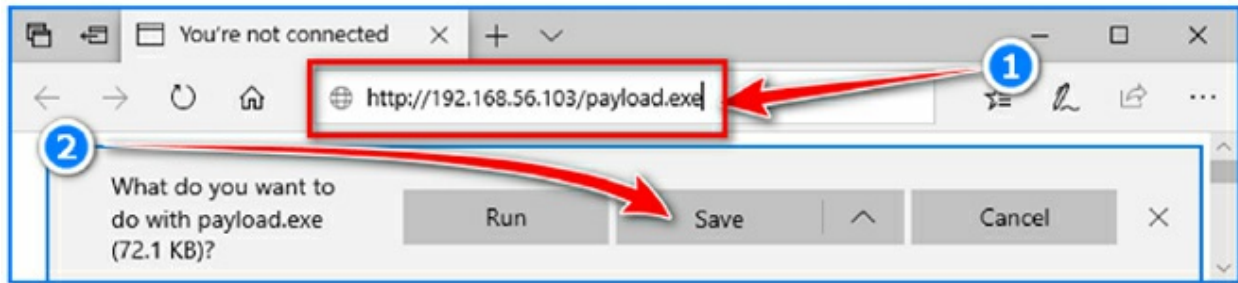 You're not connected
1
http://192.168.56.103/payload.exe
2
What do you want to
do with payload.exe
(72.1 KB)?
Run
Save
Cancel